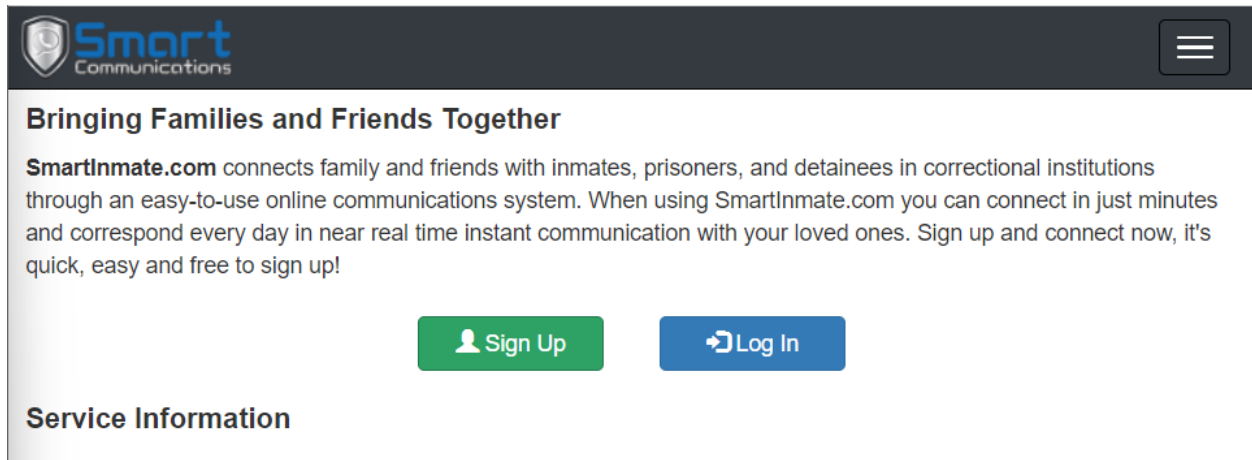 Smart
Communications
Bringing Families and Friends Together
SmartInmate.com connects family and friends with inmates, prisoners, and detainees in correctional institutions
through an easy-to-use online communications system. When using SmartInmate.com you can connect in just minutes
and correspond every day in near real time instant communication with your loved ones. Sign up and connect now, it's
quick, easy and free to sign up!
Sign Up
Log In
Service Information